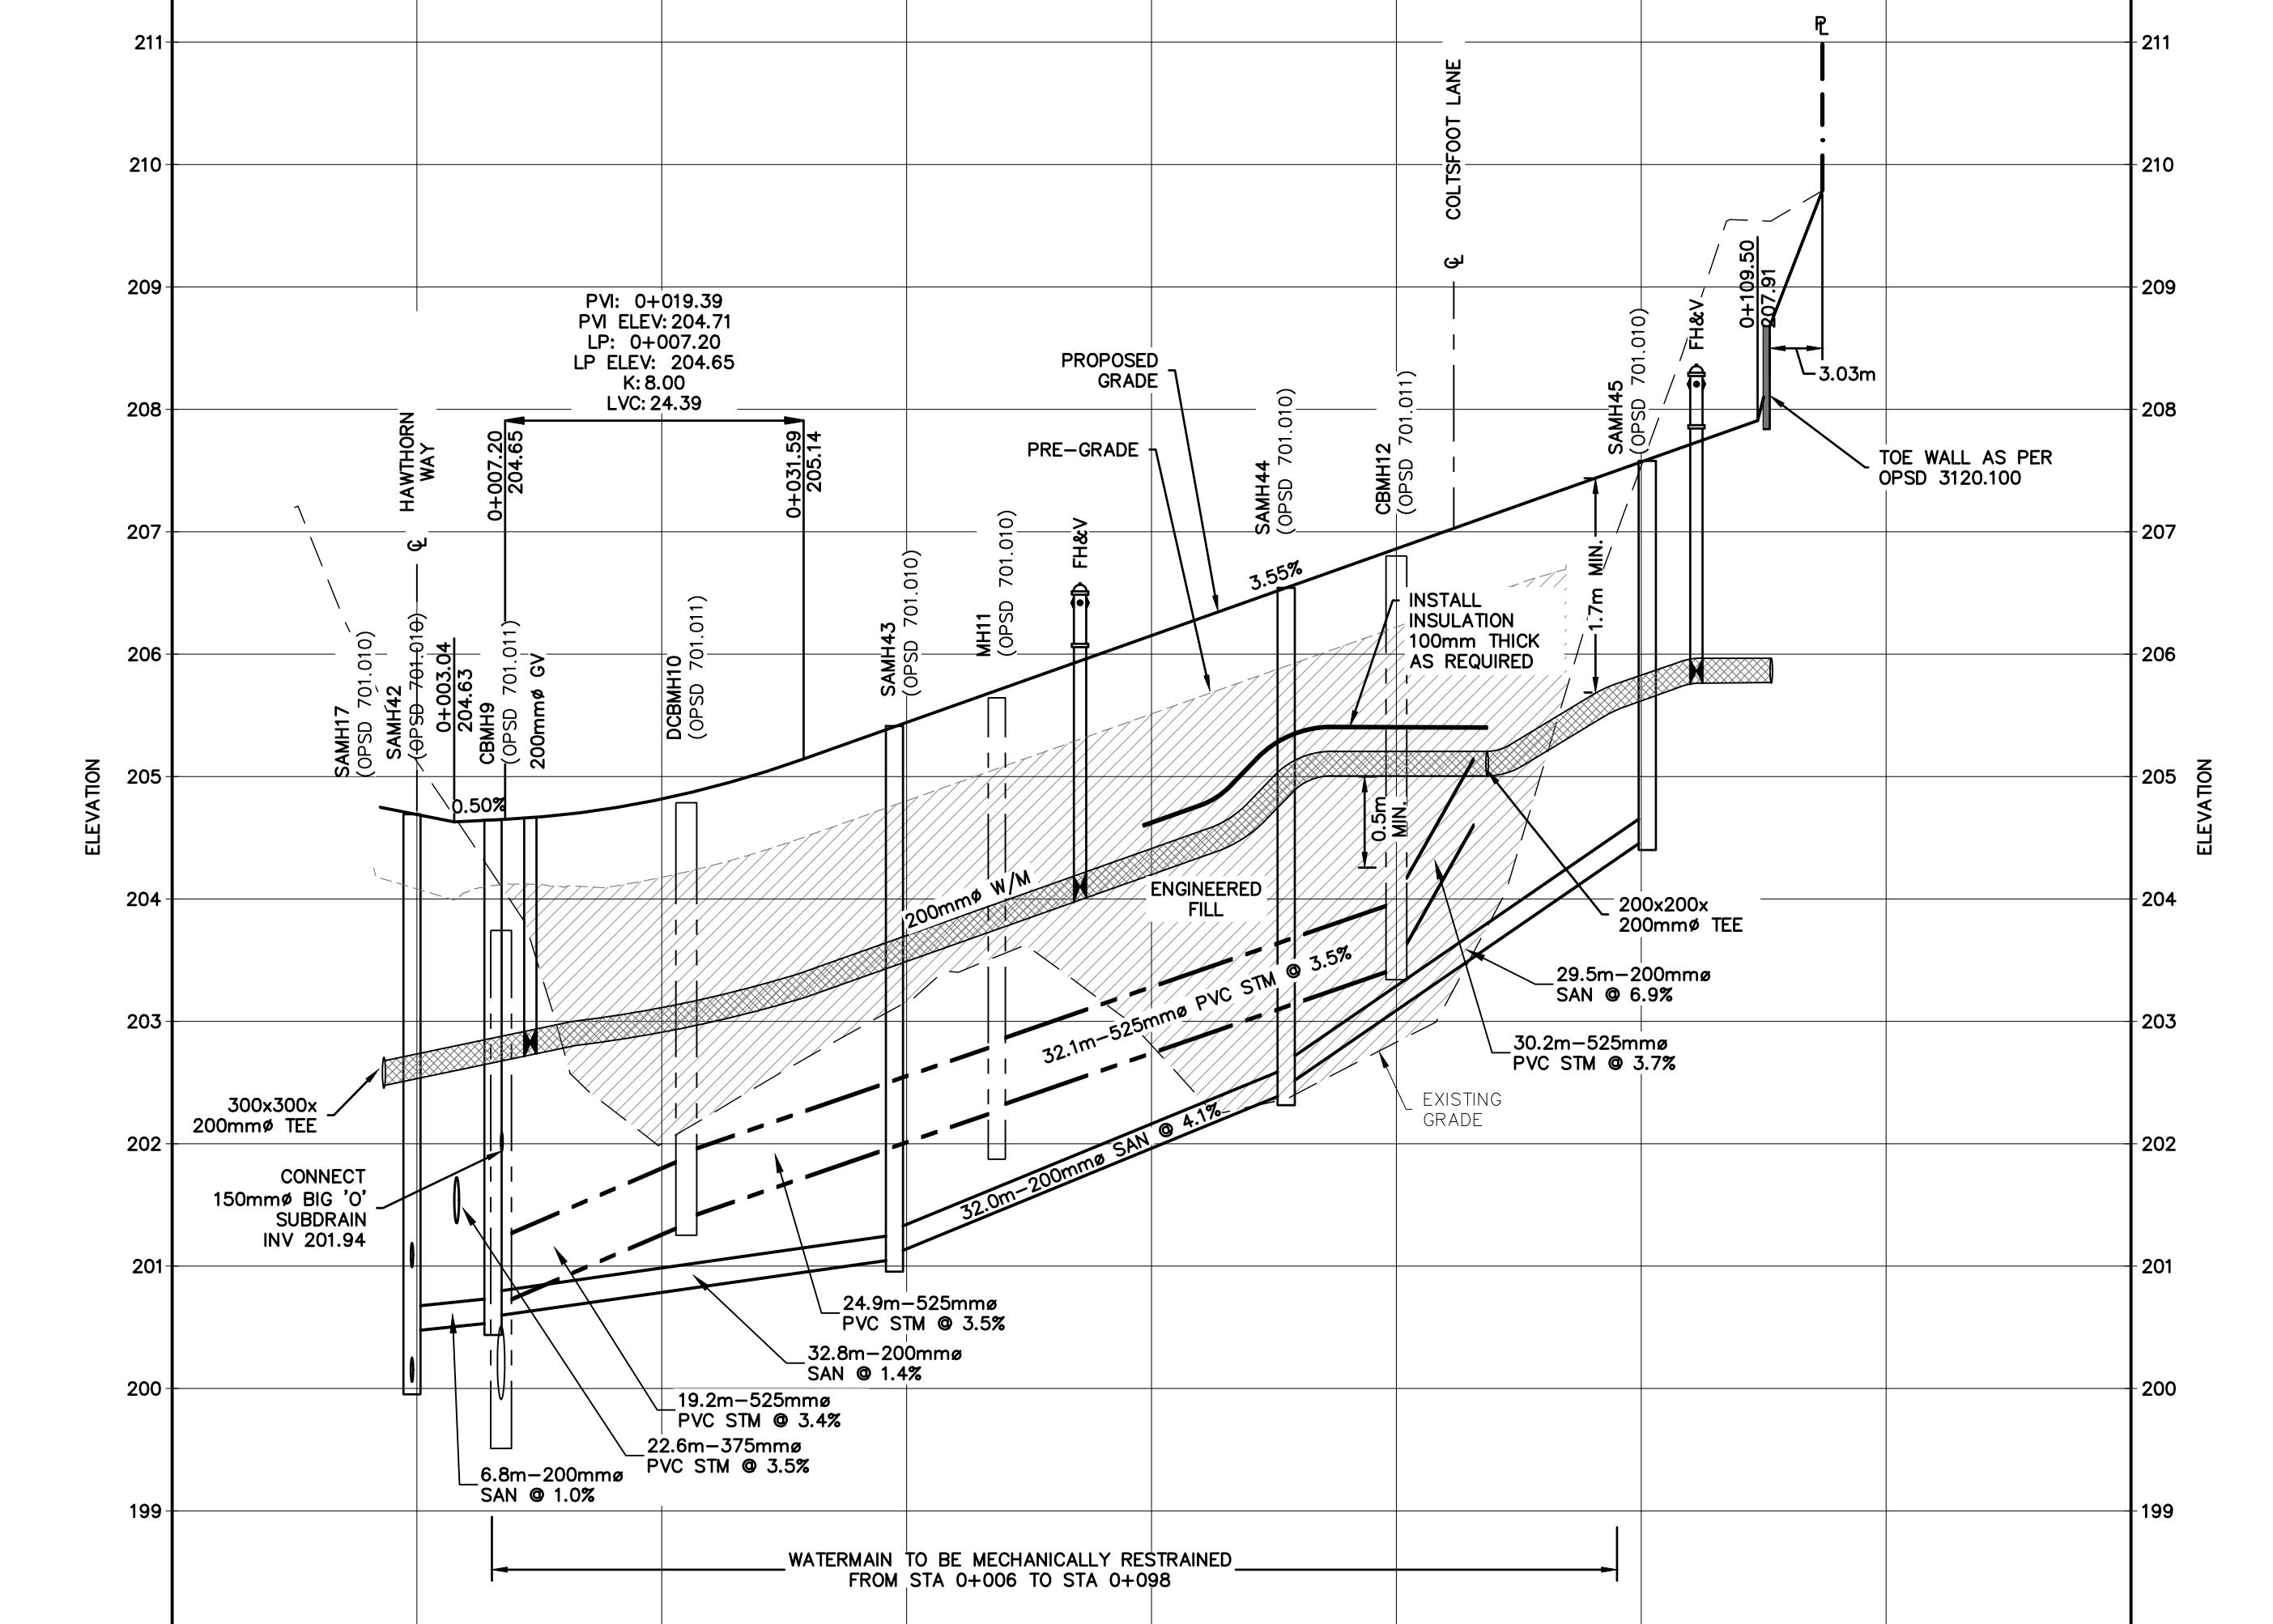 211
210
209
208
207
206
205
204
203
202
201
200
199
ELEVATION
211
210
209
208
207
206
205
204
203
202
201
200
199
ELEVATION
PL
COLTSFOOT LANE
CL
PVI: 0+019.39
PVI ELEV: 204.71
LP: 0+007.20
LP ELEV: 204.65
K: 8.00
LVC: 24.39
HAWTHORN
WAY
CL
0+007.20
204.65
0+031.59
205.14
PROPOSED
GRADE
PRE-GRADE
0+109.50
207.91
3.03m
TOE WALL AS PER
OPSD 3120.100
SAMH17
(OPSD 701.010)
SAMH42
(OPSD 701.010)
0+003.04
204.63
CBMH9
(OPSD 701.011)
200mmø GV
DCBMH10
(OPSD 701.011)
SAMH43
(OPSD 701.010)
MH11
(OPSD 701.010)
FH&V
SAMH44
(OPSD 701.010)
CBMH12
(OPSD 701.011)
SAMH45
(OPSD 701.010)
FH&V
0.50%
3.55%
1.7m MIN.
INSTALL
INSULATION
100mm THICK
AS REQUIRED
0.5m
MIN.
200mmø W/M
ENGINEERED
FILL
200x200x
200mmø TEE
32.1m-525mmø PVC STM @ 3.5%
29.5m-200mmø
SAN @ 6.9%
30.2m-525mmø
PVC STM @ 3.7%
EXISTING
GRADE
300x300x
200mmø TEE
CONNECT
150mmø BIG 'O'
SUBDRAIN
INV 201.94
32.0m-200mmø SAN @ 4.1%
24.9m-525mmø
PVC STM @ 3.5%
32.8m-200mmø
SAN @ 1.4%
19.2m-525mmø
PVC STM @ 3.4%
22.6m-375mmø
PVC STM @ 3.5%
6.8m-200mmø
SAN @ 1.0%
WATERMAIN TO BE MECHANICALLY RESTRAINED
FROM STA 0+006 TO STA 0+098